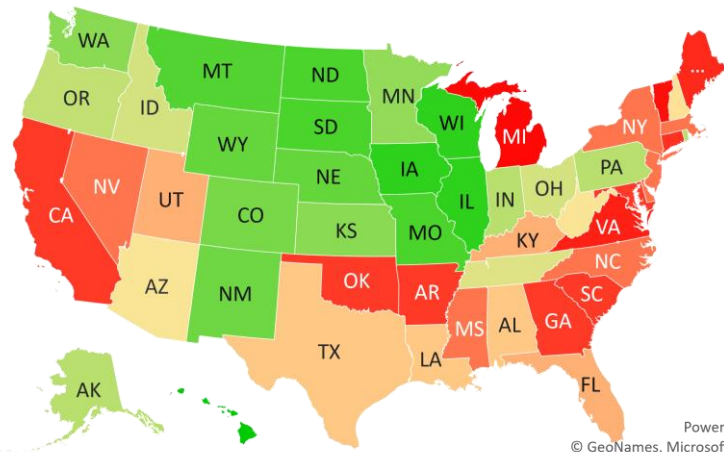 WA
MT
ND
MN
...
OR
ID
SD
WI
MI
NY
WY
IA
PA
NV
NE
IL
IN
OH
CA
UT
CO
KS
MO
KY
VA
AZ
NM
OK
AR
NC
SC
MS
AL
GA
TX
LA
FL
AK
Power
© GeoNames, Microsof